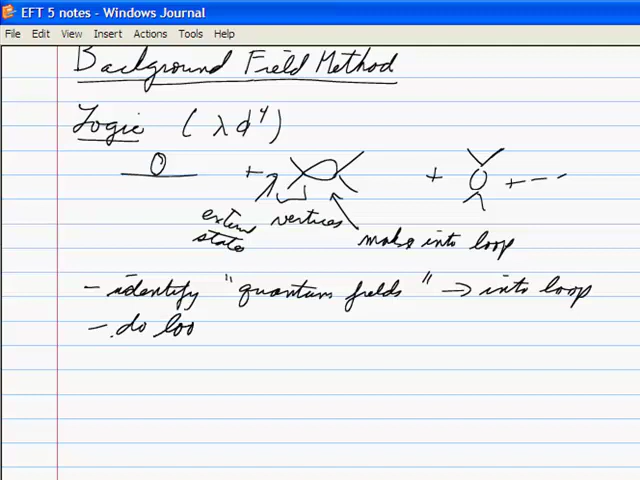 EFT 5 notes - Windows Journal
File Edit View Insert Actions Tools Help
Background Field Method
Logic (λϕ⁴)
+ + + - - -
extern vertices
state make into loop
- identify "quantum fields" → into loop
- do loo